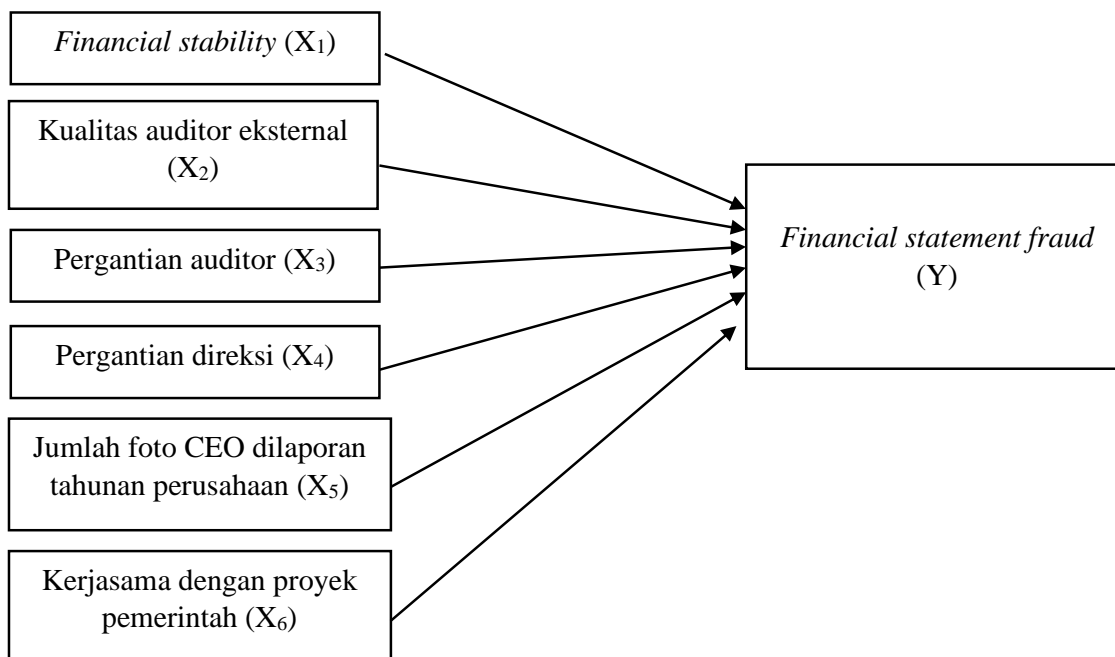 Financial stability (X₁)
Kualitas auditor eksternal
(X₂)
Pergantian auditor (X₃)
Pergantian direksi (X₄)
Jumlah foto CEO dilaporan
tahunan perusahaan (X₅)
Kerjasama dengan proyek
pemerintah (X₆)
Financial statement fraud
(Y)